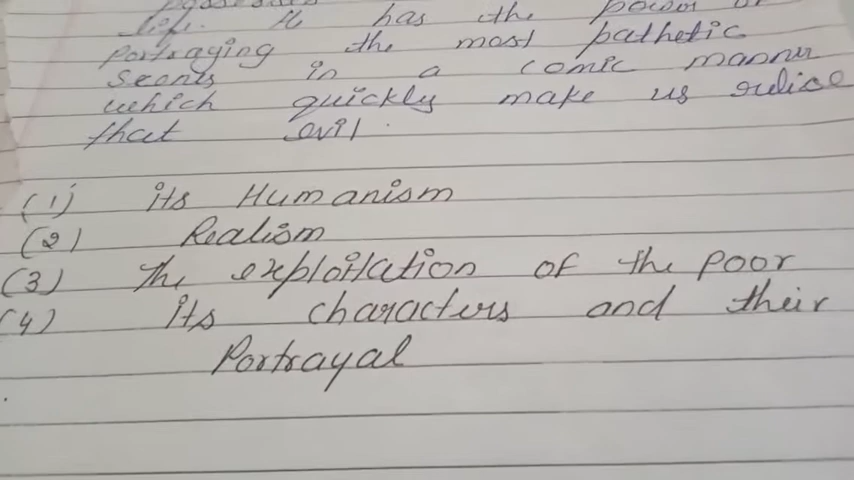 life. It has the power of
portraying the most pathetic
scenes in a comic manner
which quickly make us relise
that evil.
(1) its Humanism
(2) Realism
(3) The exploitation of the poor
(4) its characters and their
Portrayal